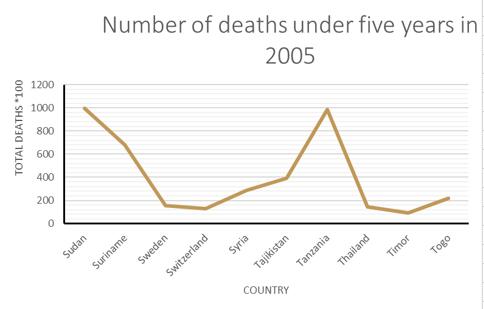 Number of deaths under five years in
2005
TOTAL DEATHS *100
1200
1000
800
600
400
200
0
Sudan
Suriname
Sweden
Switzerland
Syria
Tajikistan
Tanzania
Thailand
Timor
Togo
COUNTRY